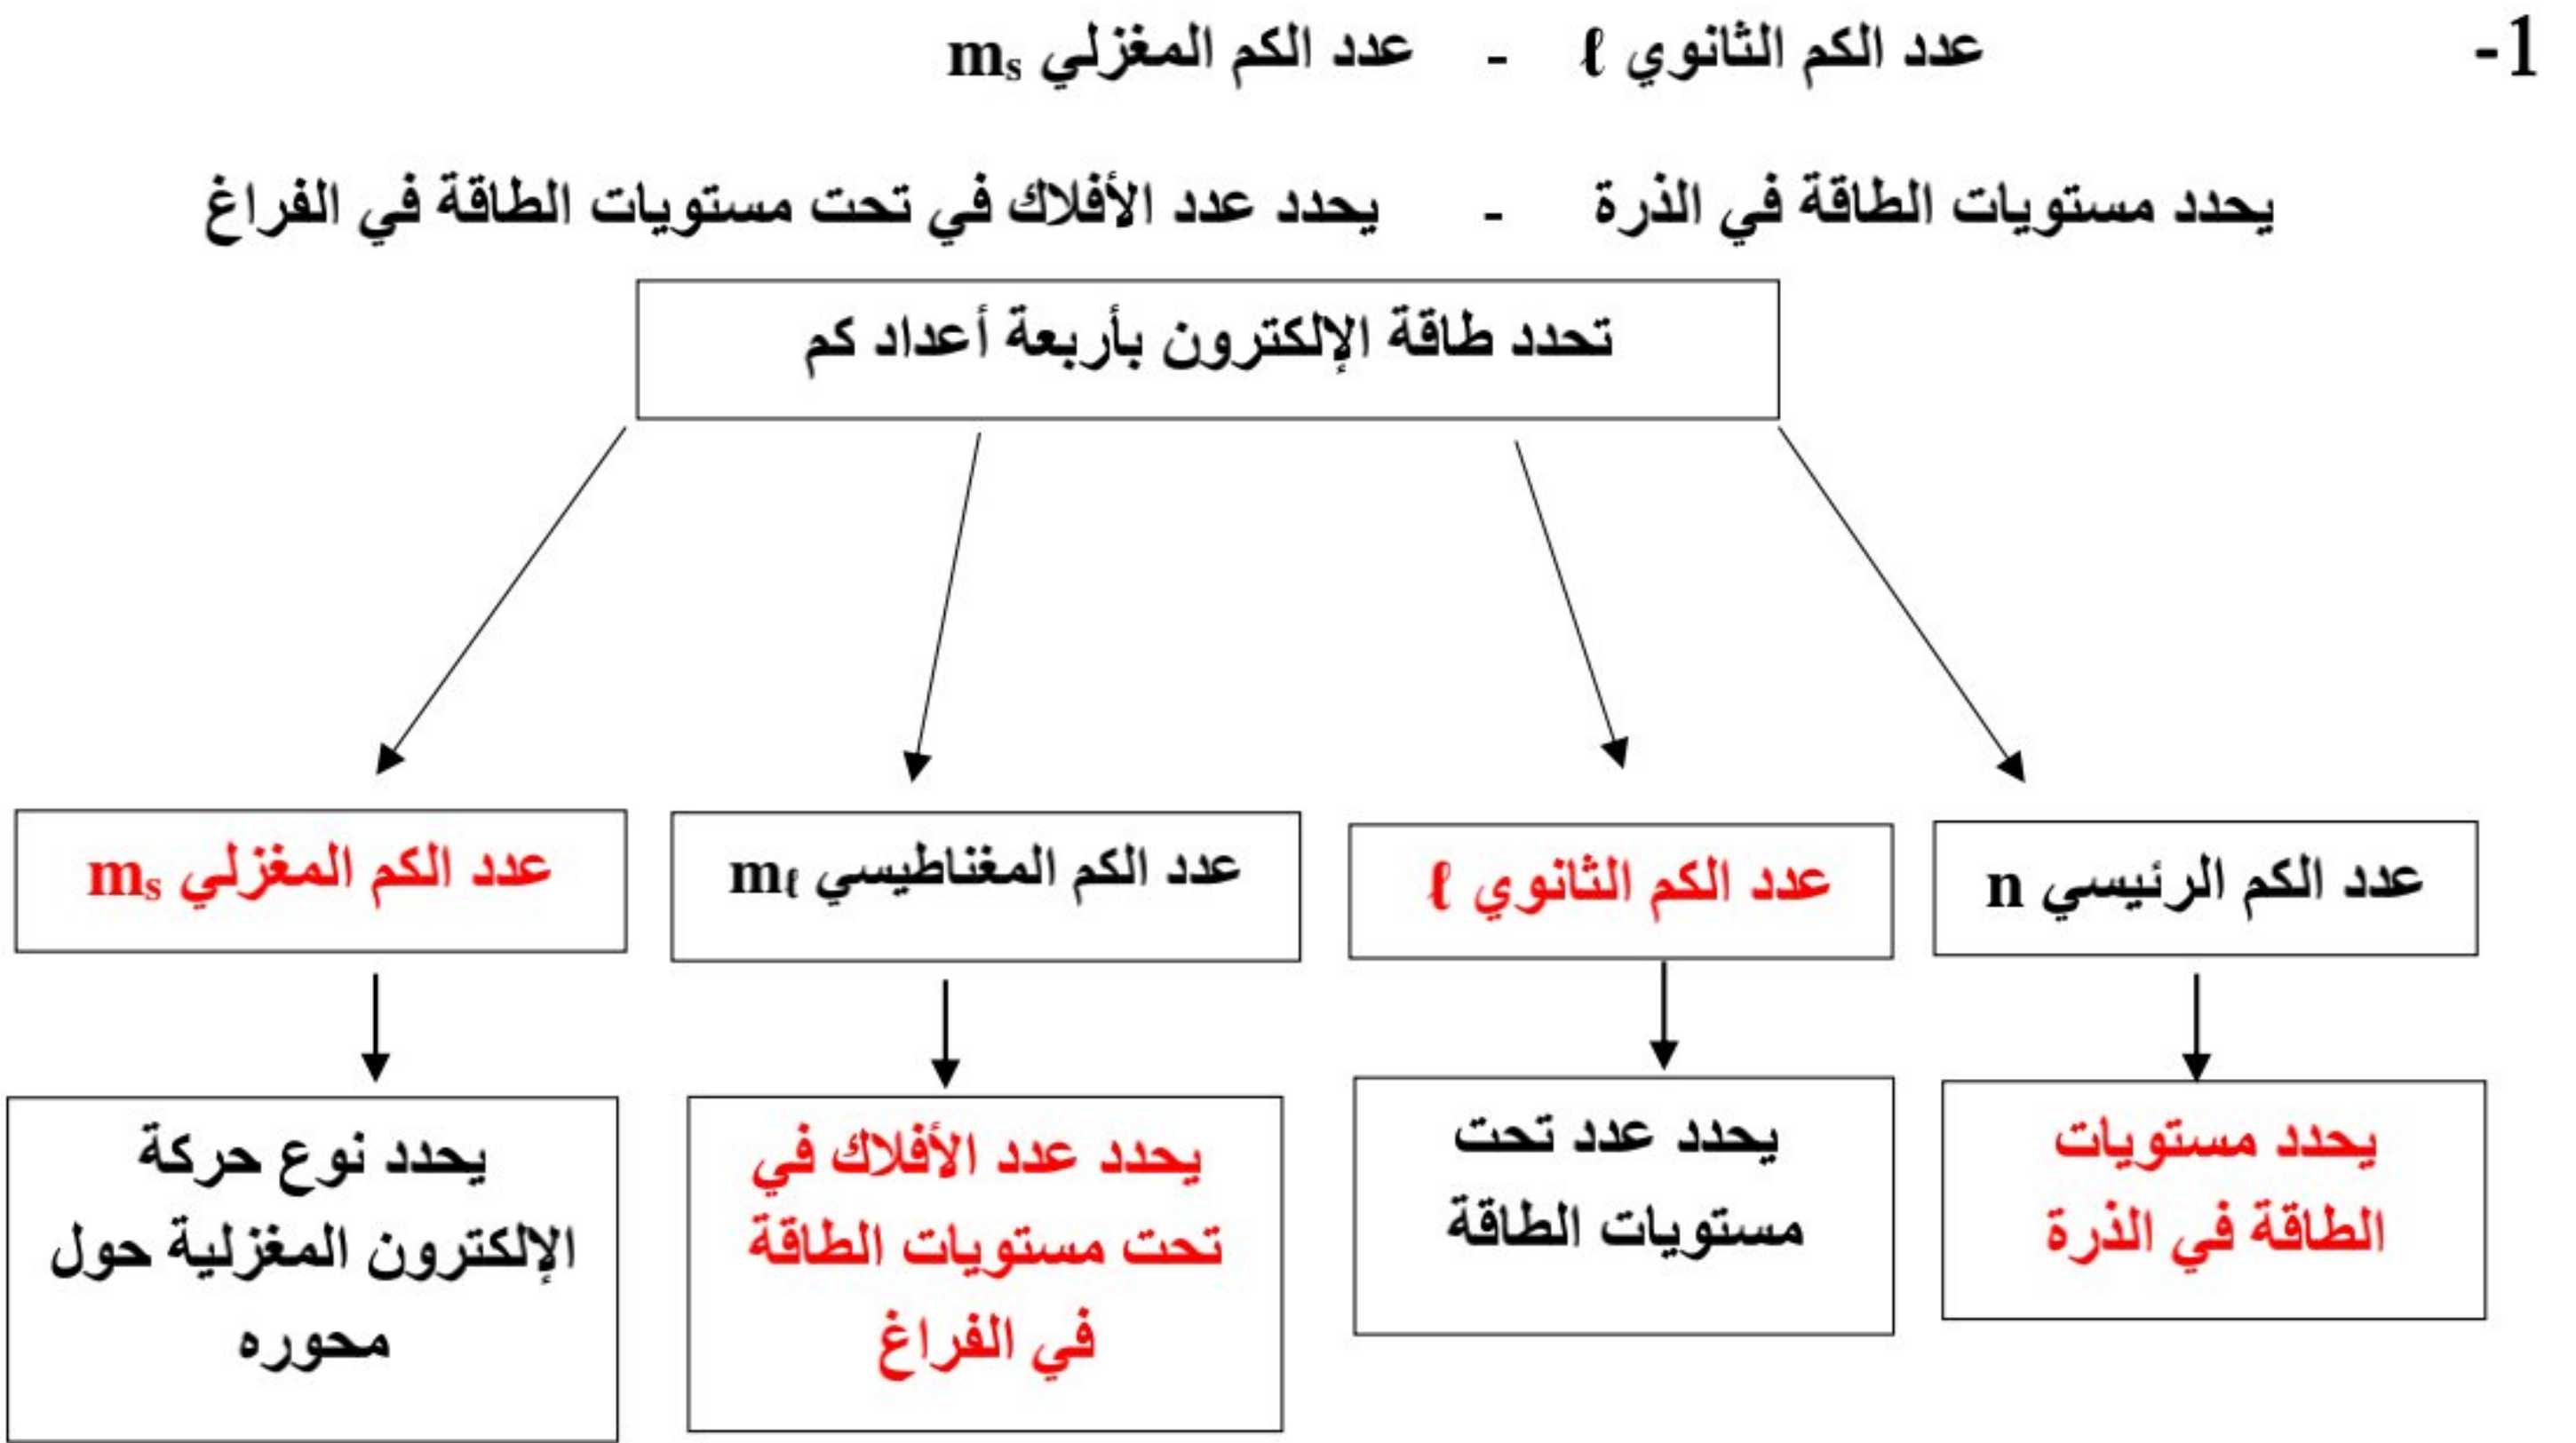 1-
عدد الكم الثانوي ℓ - عدد الكم المغزلي mₛ
يحدد مستويات الطاقة في الذرة - يحدد عدد الأفلاك في تحت مستويات الطاقة في الفراغ
تحدد طاقة الإلكترون بأربعة أعداد كم
عدد الكم الرئيسي n
عدد الكم الثانوي ℓ
عدد الكم المغناطيسي mℓ
عدد الكم المغزلي mₛ
يحدد مستويات
الطاقة في الذرة
يحدد عدد تحت
مستويات الطاقة
يحدد عدد الأفلاك في
تحت مستويات الطاقة
في الفراغ
يحدد نوع حركة
الإلكترون المغزلية حول
محوره